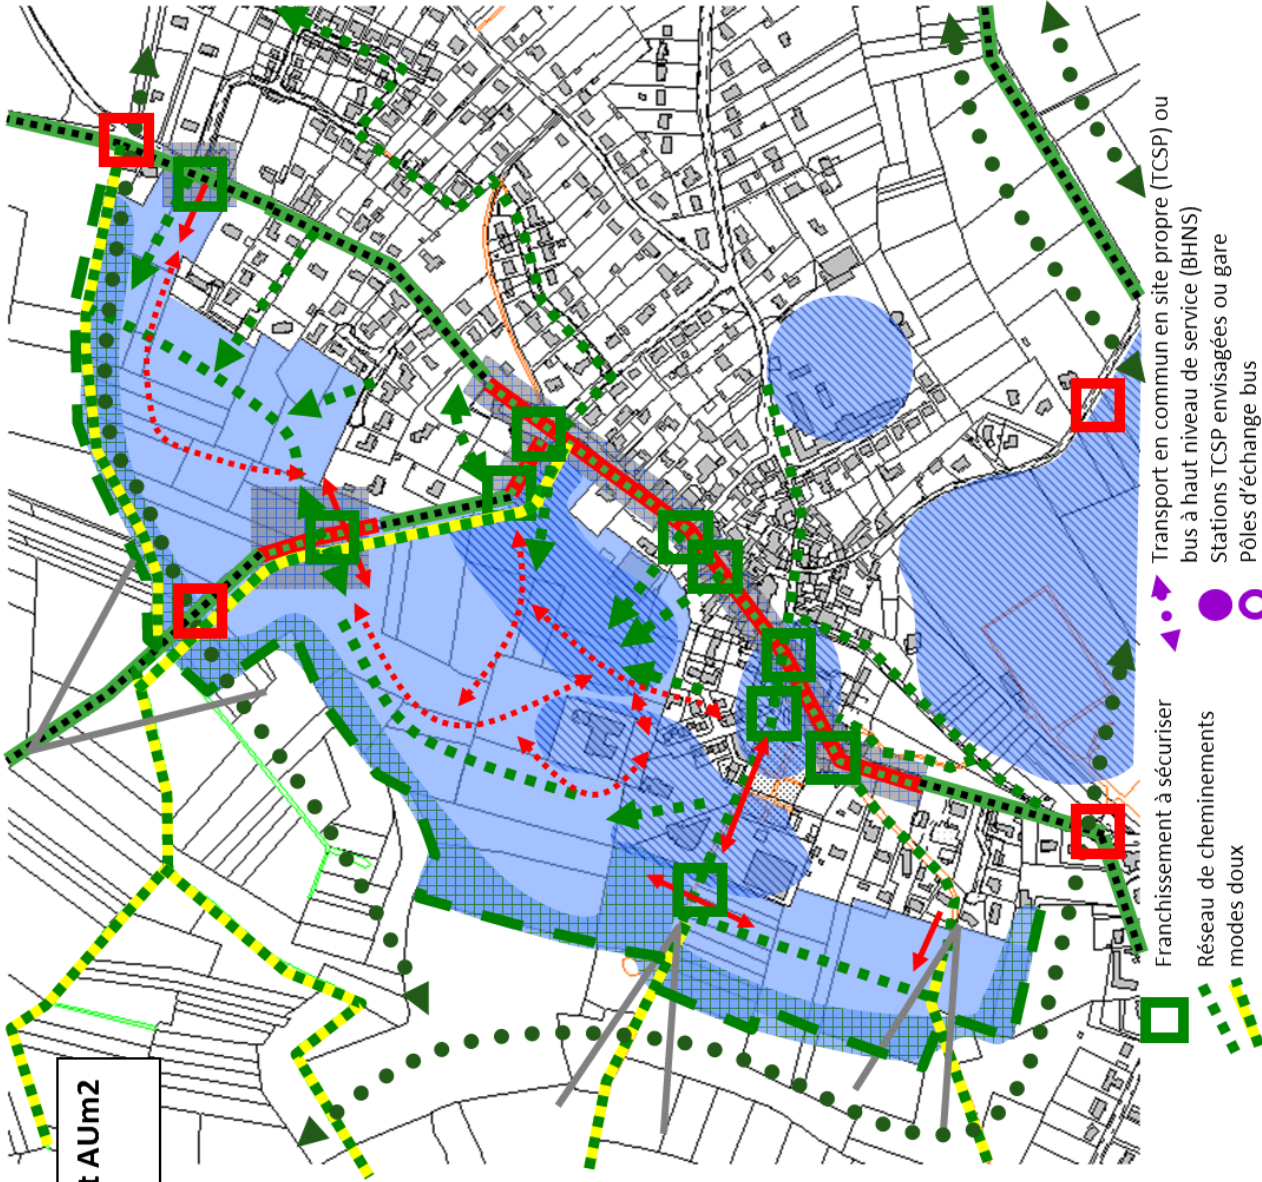 t AUm2
Franchissement à sécuriser
Réseau de cheminements
modes doux
Transport en commun en site propre (TCSP) ou
bus à haut niveau de service (BHNS)
Stations TCSP envisagées ou gare
Pôles d'échange bus